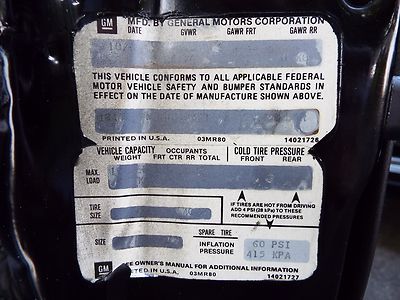 GM
MFD. BY GENERAL MOTORS CORPORATION
DATE GVWR GAWR FRT GAWR RR
THIS VEHICLE CONFORMS TO ALL APPLICABLE FEDERAL
MOTOR VEHICLE SAFETY AND BUMPER STANDARDS IN
EFFECT ON THE DATE OF MANUFACTURE SHOWN ABOVE.
PRINTED IN U.S.A. 03MR80 14021728
VEHICLE CAPACITY OCCUPANTS COLD TIRE PRESSURE
WEIGHT FRT CTR RR TOTAL FRONT REAR
MAX.
LOAD
IF TIRES ARE HOT FROM DRIVING
ADD 4 PSI (28 kPa) TO THESE
RECOMMENDED PRESSURES
TIRE
SIZE
SPARE TIRE
SIZE
INFLATION
PRESSURE
60 PSI
415 KPA
GM
SEE OWNER'S MANUAL FOR ADDITIONAL INFORMATION
PRINTED IN U.S.A. 03MR80 14021727